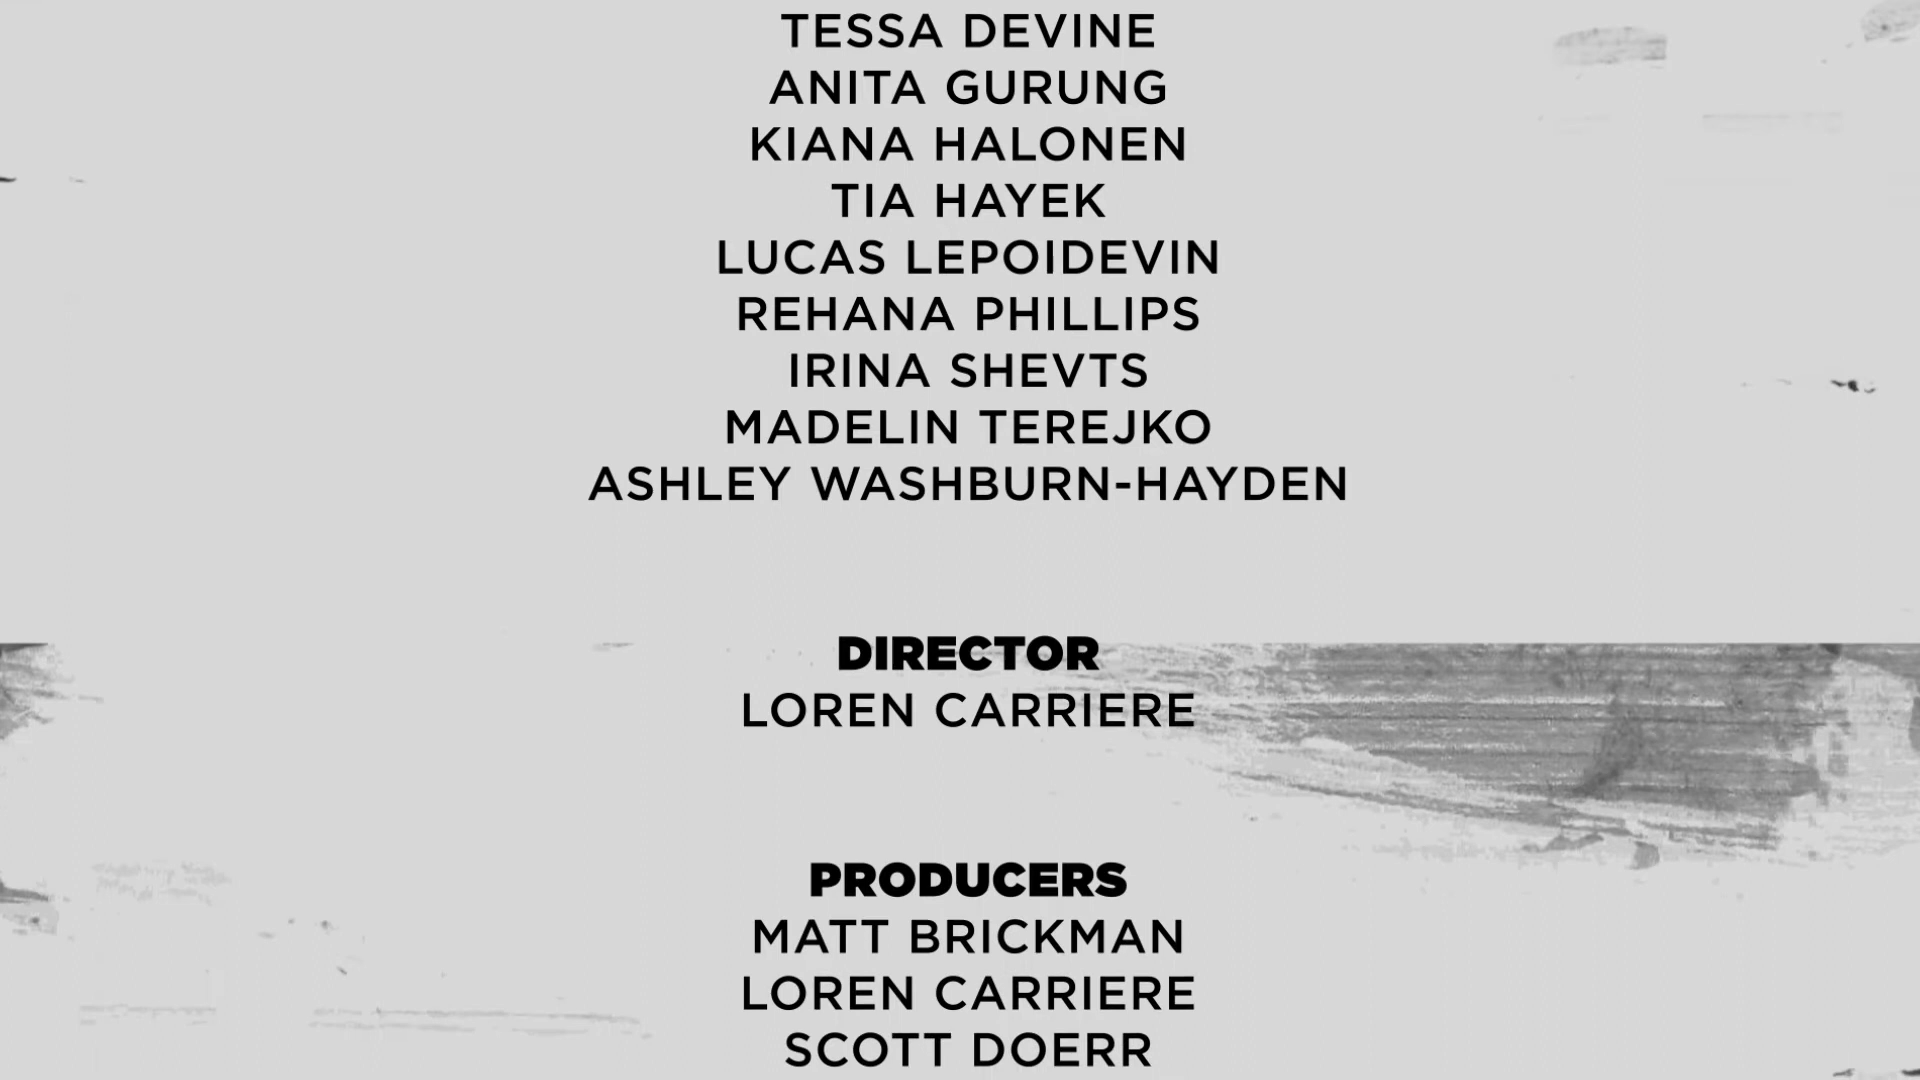 TESSA DEVINE
ANITA GURUNG
KIANA HALONEN
TIA HAYEK
LUCAS LEPOIDEVIN
REHANA PHILLIPS
IRINA SHEVTS
MADELIN TEREJKO
ASHLEY WASHBURN-HAYDEN
DIRECTOR
LOREN CARRIERE
PRODUCERS
MATT BRICKMAN
LOREN CARRIERE
SCOTT DOERR